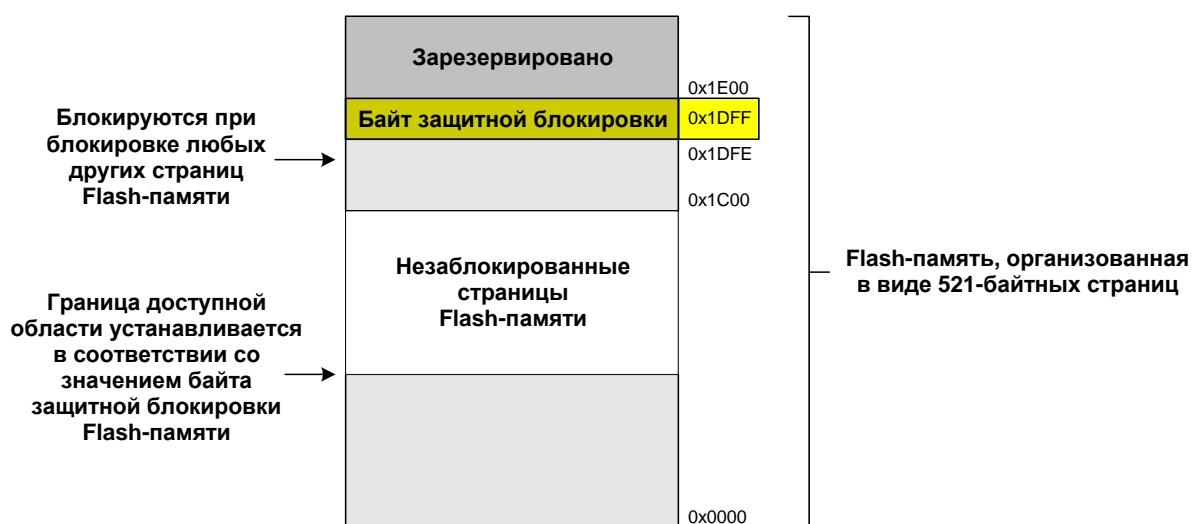 Зарезервировано
0x1E00
Байт защитной блокировки
0x1DFF
0x1DFE
0x1C00
Блокируются при
блокировке любых
других страниц
Flash-памяти
Незаблокированные
страницы
Flash-памяти
Граница доступной
области устанавливается
в соответствии со
значением байта
защитной блокировки
Flash-памяти
0x0000
Flash-память, организованная
в виде 521-байтных страниц